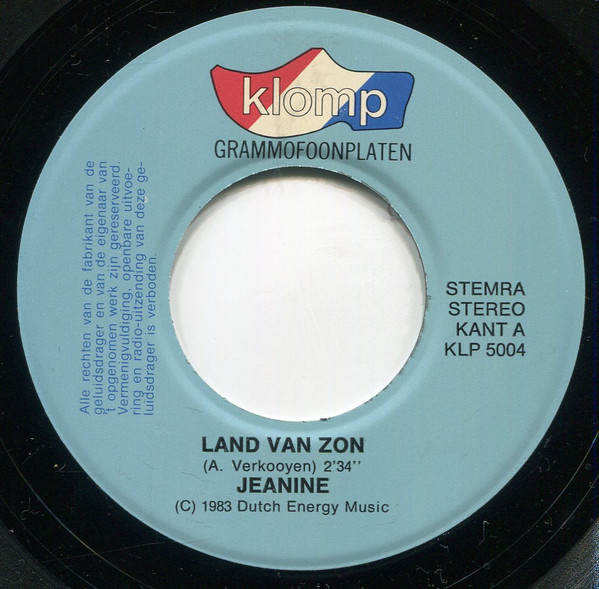 klomp
GRAMMOFOONPLATEN
Alle rechten van de fabrikant van de
geluidsdrager en van de eigenaar van
't opgenomen werk zijn gereserveerd.
Vermenigvuldiging, openbare uitvoe-
ring en radio-uitzending van deze ge-
luidsdrager is verboden.
STEMRA
STEREO
KANT A
KLP 5004
LAND VAN ZON
(A. Verkooyen) 2'34''
JEANINE
(C) 1983 Dutch Energy Music